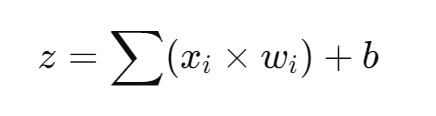 z = ∑(xᵢ × wᵢ) + b